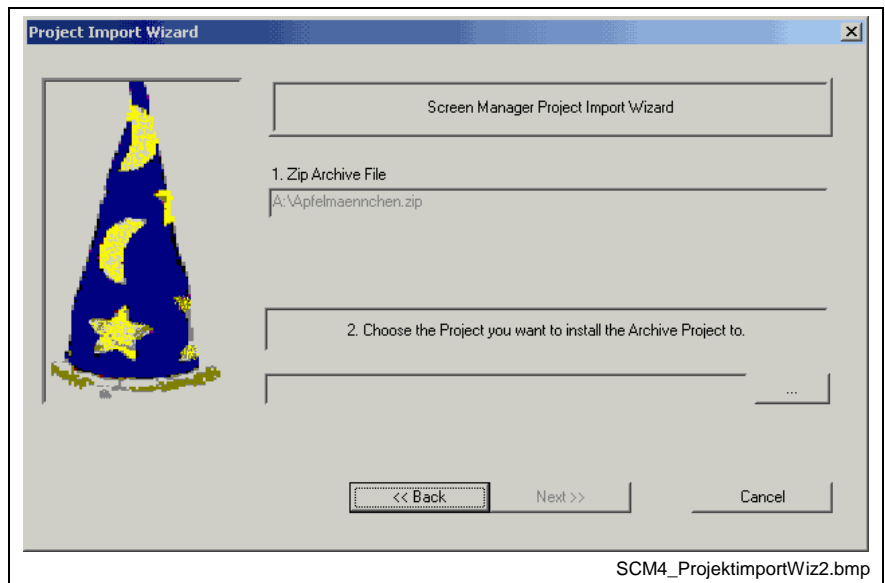 Project Import Wizard
Screen Manager Project Import Wizard
1. Zip Archive File
A:\Apfelmaennchen.zip
2. Choose the Project you want to install the Archive Project to.
...
<< Back
Next >>
Cancel
SCM4_ProjektimportWiz2.bmp